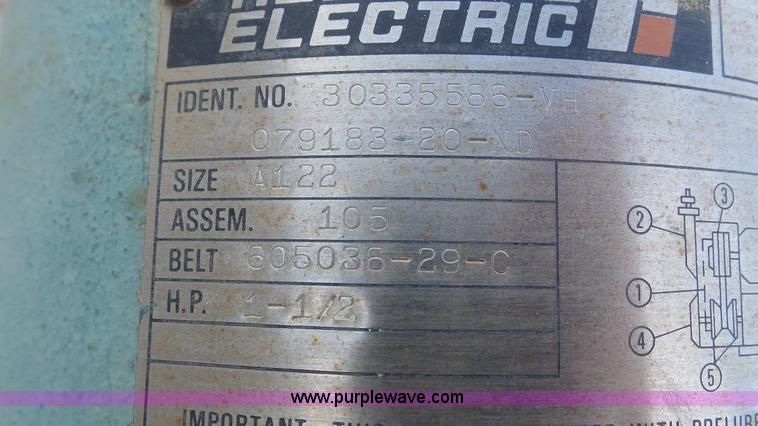 ELECTRIC
IDENT. NO. 30335586-VH
079183-20-ND
SIZE A122
ASSEM. 105
BELT 605036-29-C
H.P. 1-1/2
3
2
1
4
5
www.purplewave.com
IMPORTANT
WITH